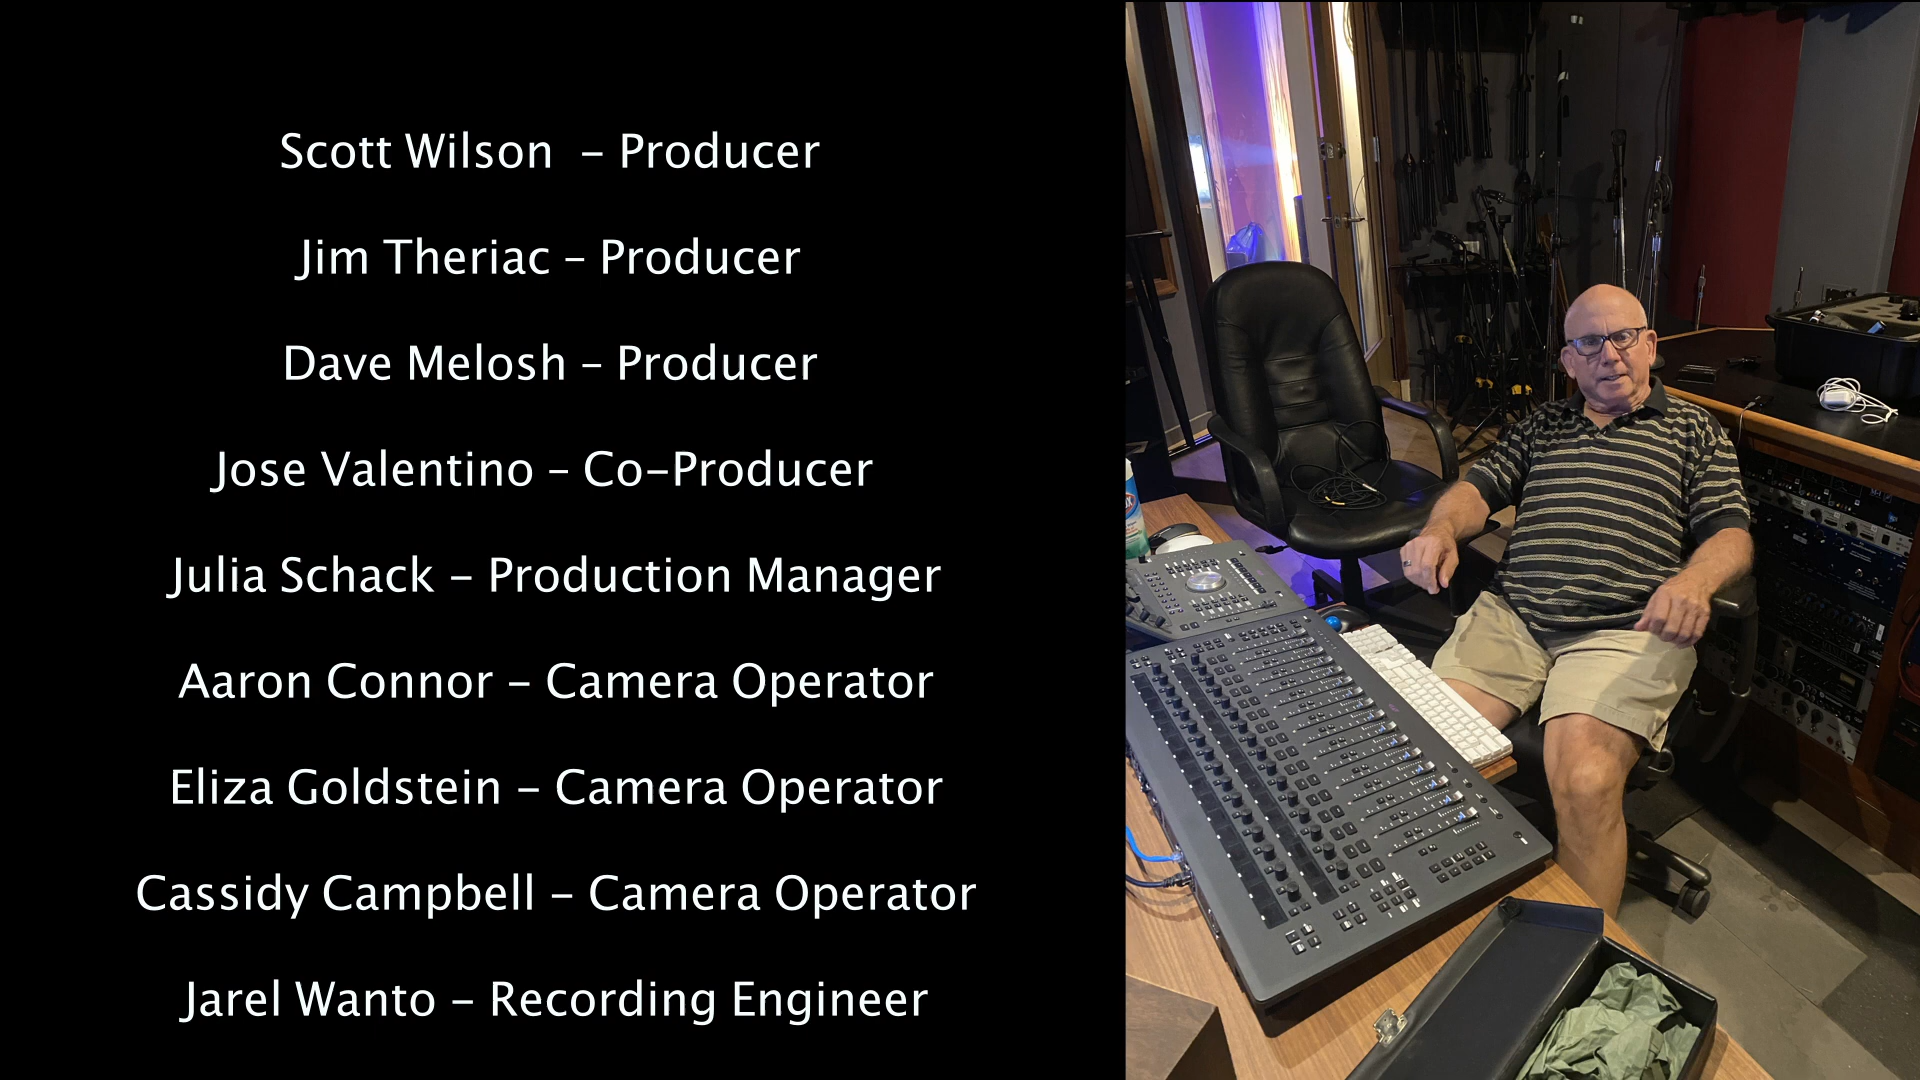 Scott Wilson  - Producer
Jim Theriac - Producer
Dave Melosh - Producer
Jose Valentino - Co-Producer
Julia Schack - Production Manager
Aaron Connor - Camera Operator
Eliza Goldstein - Camera Operator
Cassidy Campbell - Camera Operator
Jarel Wanto - Recording Engineer